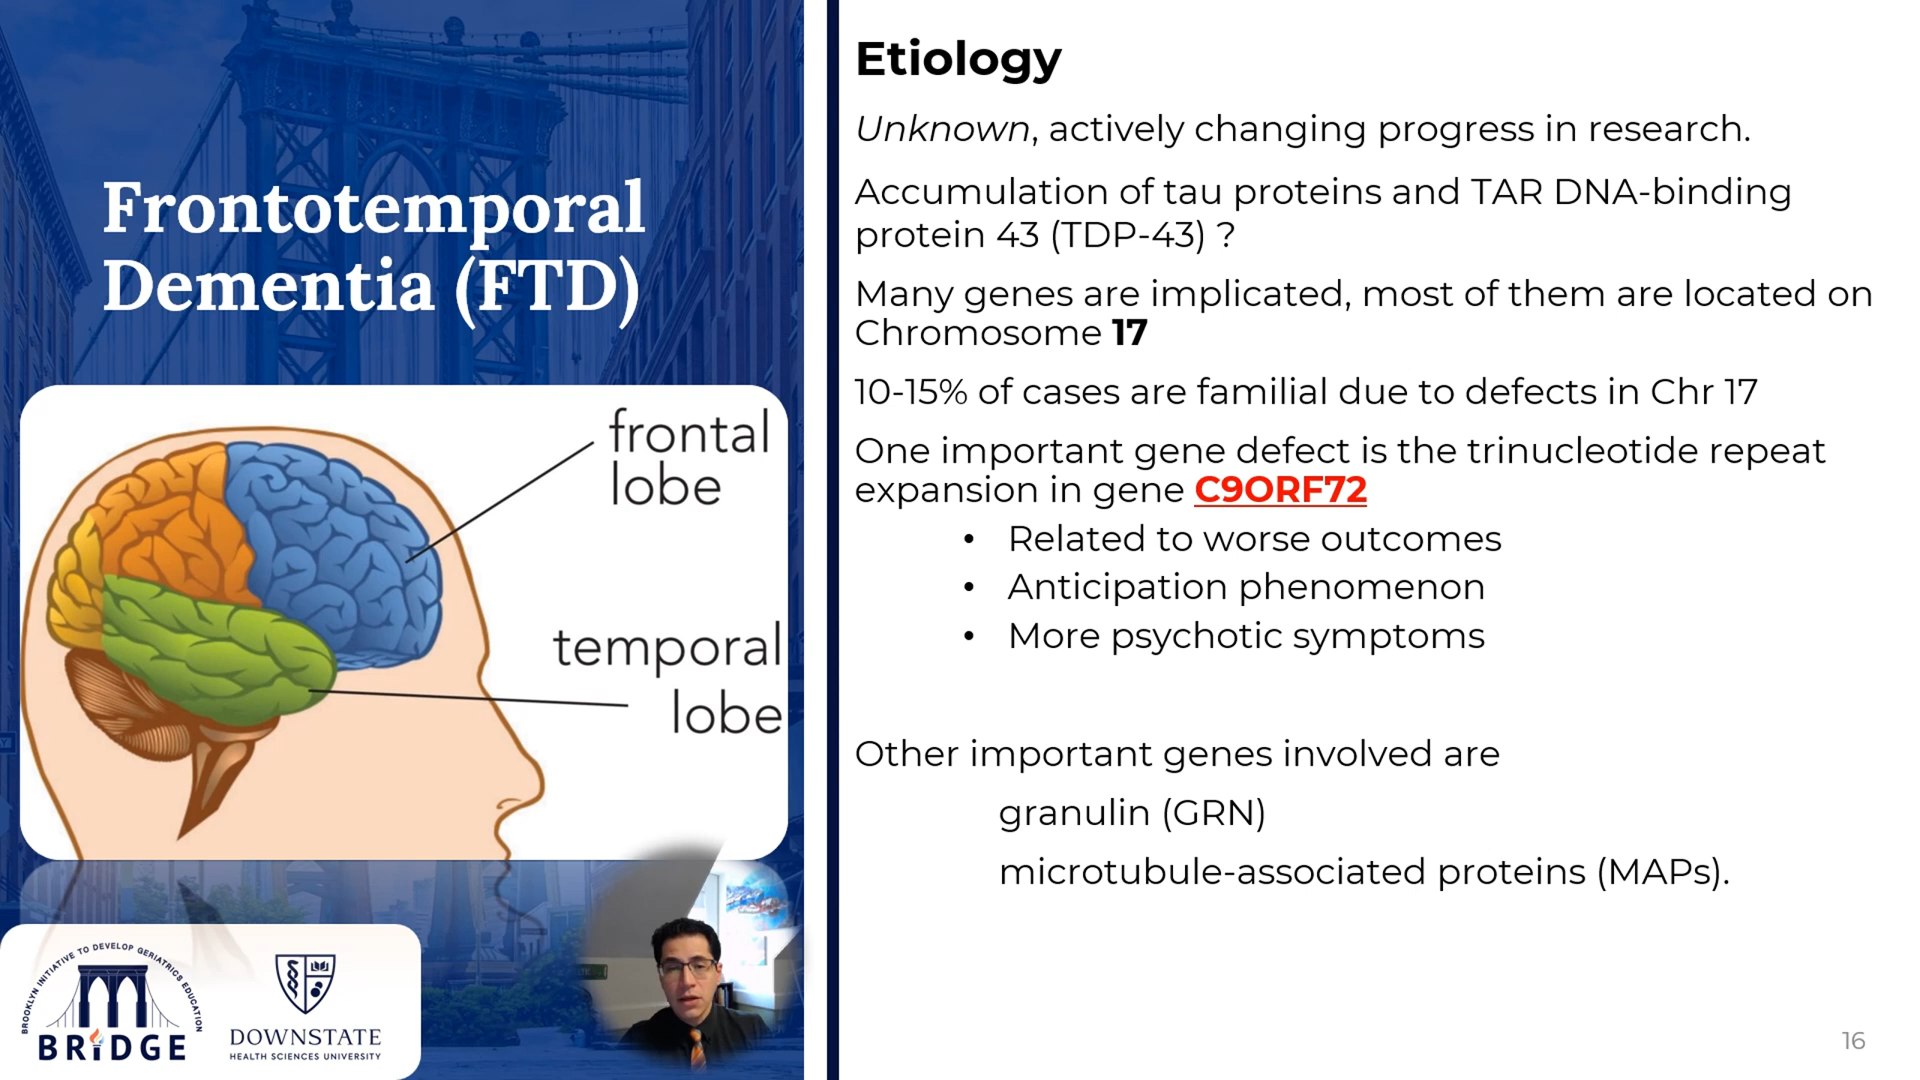 Frontotemporal
Dementia (FTD)
frontal
lobe
temporal
lobe
BROOKLYN INITIATIVE TO DEVELOP GERIATRICS EDUCATION
BRIDGE
DOWNSTATE
HEALTH SCIENCES UNIVERSITY
Etiology
Unknown, actively changing progress in research.
Accumulation of tau proteins and TAR DNA-binding
protein 43 (TDP-43) ?
Many genes are implicated, most of them are located on
Chromosome 17
10-15% of cases are familial due to defects in Chr 17
One important gene defect is the trinucleotide repeat
expansion in gene C9ORF72
• Related to worse outcomes
• Anticipation phenomenon
• More psychotic symptoms
Other important genes involved are
granulin (GRN)
microtubule-associated proteins (MAPs).
16